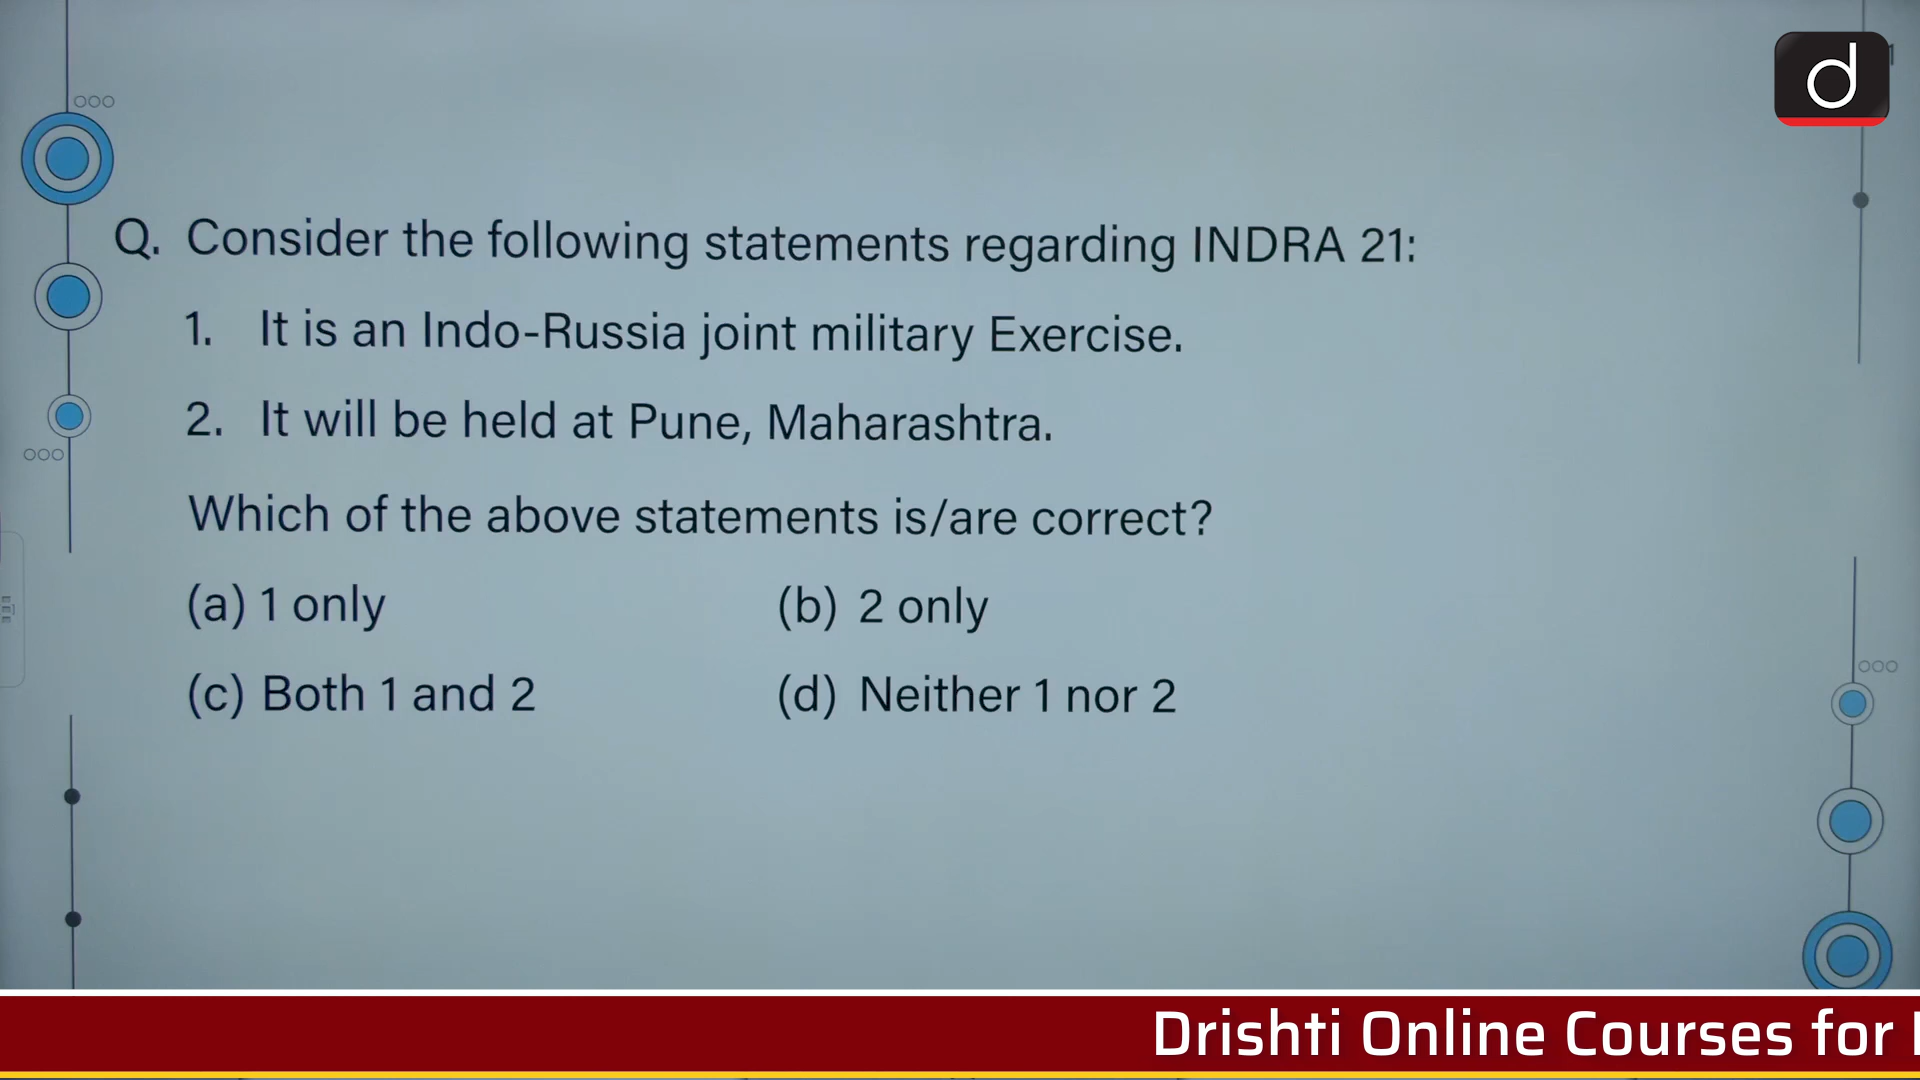 d
Q. Consider the following statements regarding INDRA 21:
1. It is an Indo-Russia joint military Exercise.
2. It will be held at Pune, Maharashtra.
Which of the above statements is/are correct?
(a) 1 only (b) 2 only
(c) Both 1 and 2 (d) Neither 1 nor 2
Drishti Online Courses for